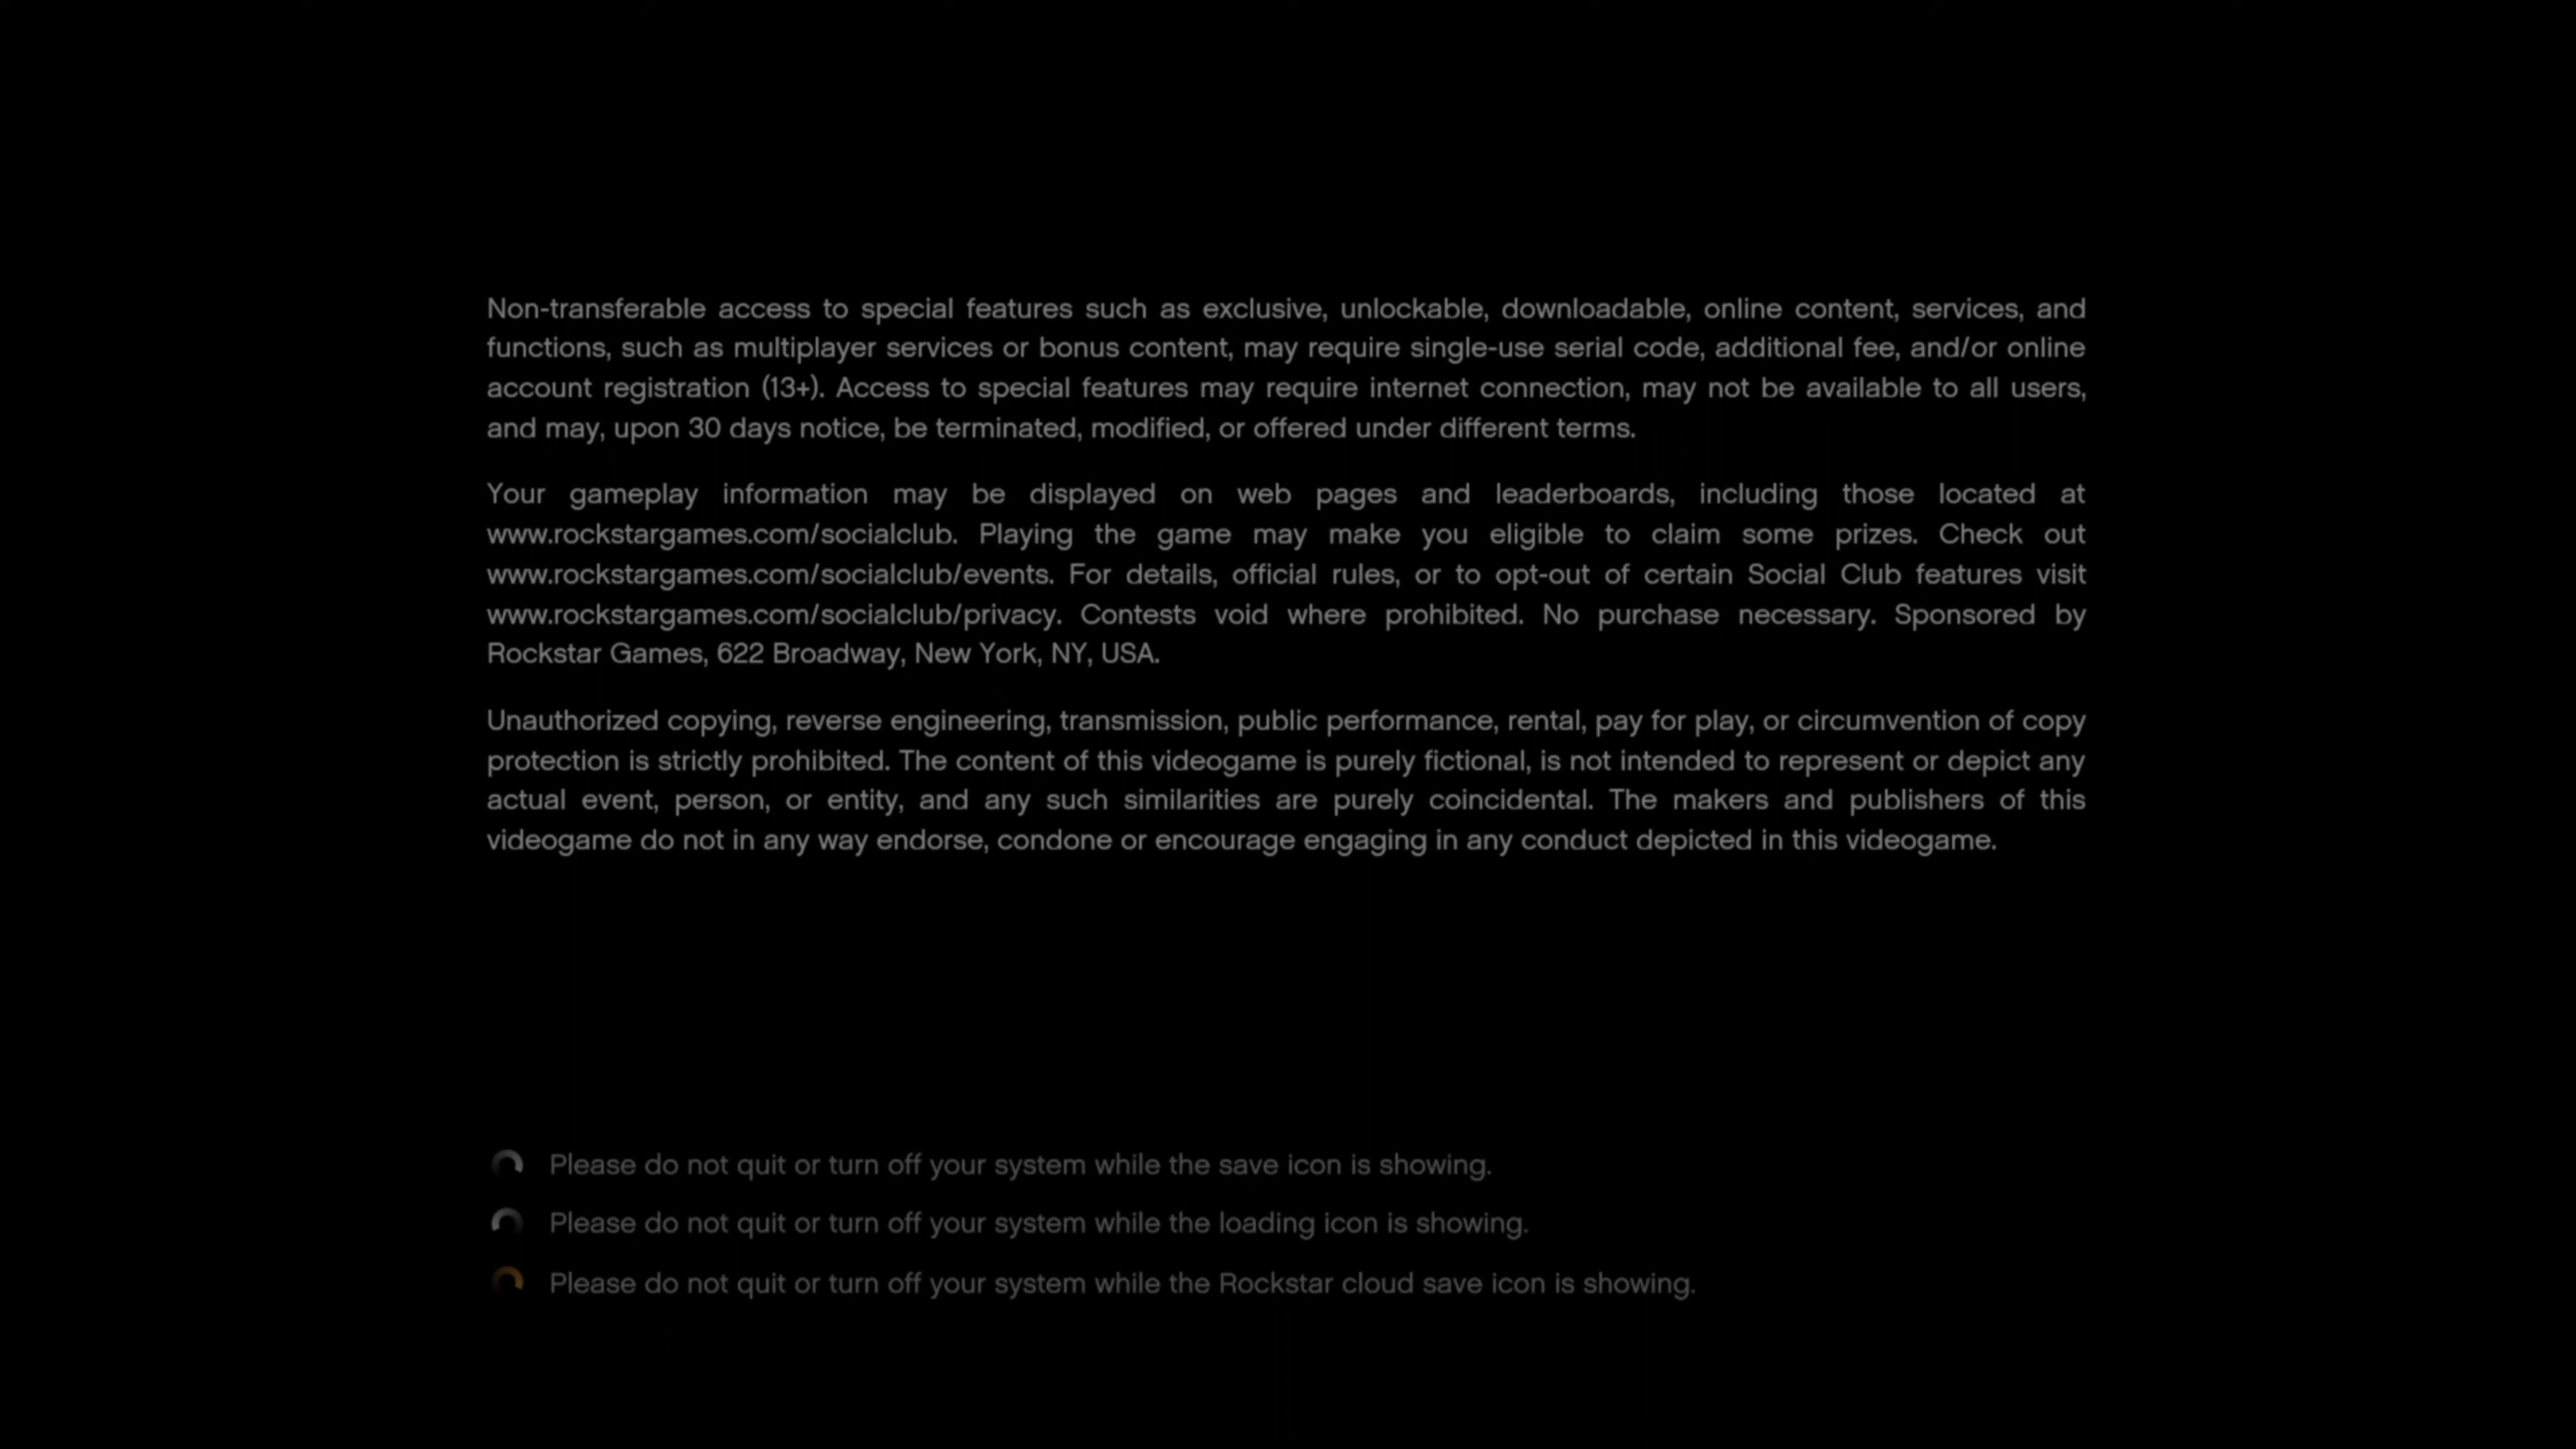 Non-transferable access to special features such as exclusive, unlockable, downloadable, online content, services, and
functions, such as multiplayer services or bonus content, may require single-use serial code, additional fee, and/or online
account registration (13+). Access to special features may require internet connection, may not be available to all users,
and may, upon 30 days notice, be terminated, modified, or offered under different terms.
Your gameplay information may be displayed on web pages and leaderboards, including those located at
www.rockstargames.com/socialclub. Playing the game may make you eligible to claim some prizes. Check out
www.rockstargames.com/socialclub/events. For details, official rules, or to opt-out of certain Social Club features visit
www.rockstargames.com/socialclub/privacy. Contests void where prohibited. No purchase necessary. Sponsored by
Rockstar Games, 622 Broadway, New York, NY, USA.
Unauthorized copying, reverse engineering, transmission, public performance, rental, pay for play, or circumvention of copy
protection is strictly prohibited. The content of this videogame is purely fictional, is not intended to represent or depict any
actual event, person, or entity, and any such similarities are purely coincidental. The makers and publishers of this
videogame do not in any way endorse, condone or encourage engaging in any conduct depicted in this videogame.
Please do not quit or turn off your system while the save icon is showing.
Please do not quit or turn off your system while the loading icon is showing.
Please do not quit or turn off your system while the Rockstar cloud save icon is showing.